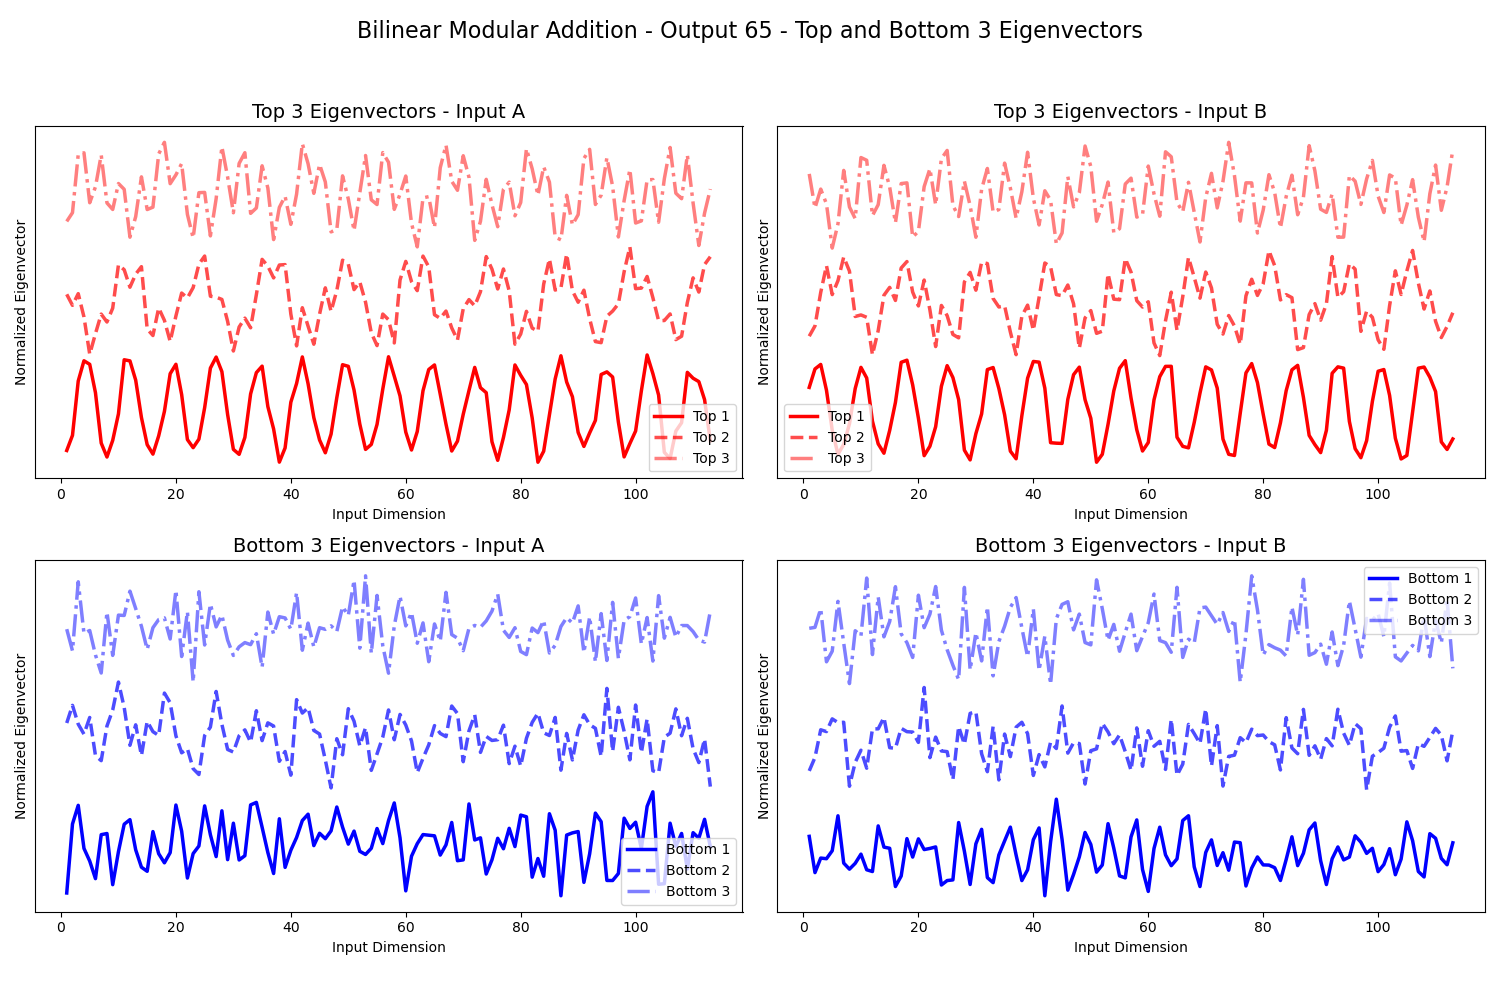 Bilinear Modular Addition - Output 65 - Top and Bottom 3 Eigenvectors
Top 3 Eigenvectors - Input A
Normalized Eigenvector
Top 1
Top 2
Top 3
0 20 40 60 80 100
Input Dimension
Top 3 Eigenvectors - Input B
Normalized Eigenvector
Top 1
Top 2
Top 3
0 20 40 60 80 100
Input Dimension
Bottom 3 Eigenvectors - Input A
Normalized Eigenvector
Bottom 1
Bottom 2
Bottom 3
0 20 40 60 80 100
Input Dimension
Bottom 3 Eigenvectors - Input B
Normalized Eigenvector
Bottom 1
Bottom 2
Bottom 3
0 20 40 60 80 100
Input Dimension